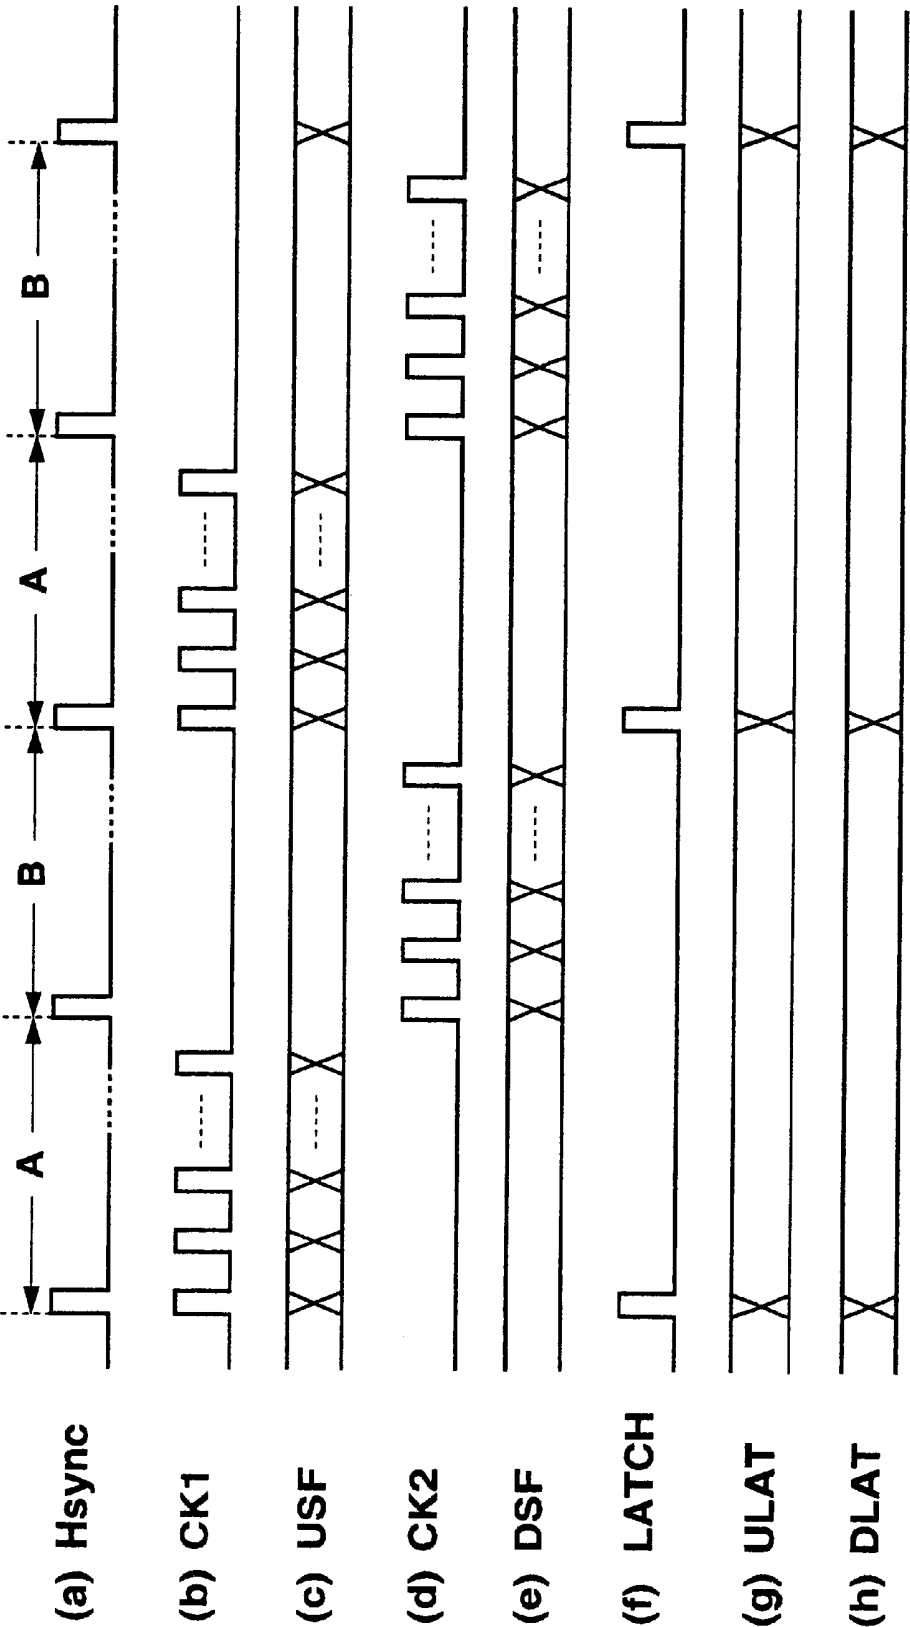 A B A B
(a) Hsync
(b) CK1
(c) USF
(d) CK2
(e) DSF
(f) LATCH
(g) ULAT
(h) DLAT